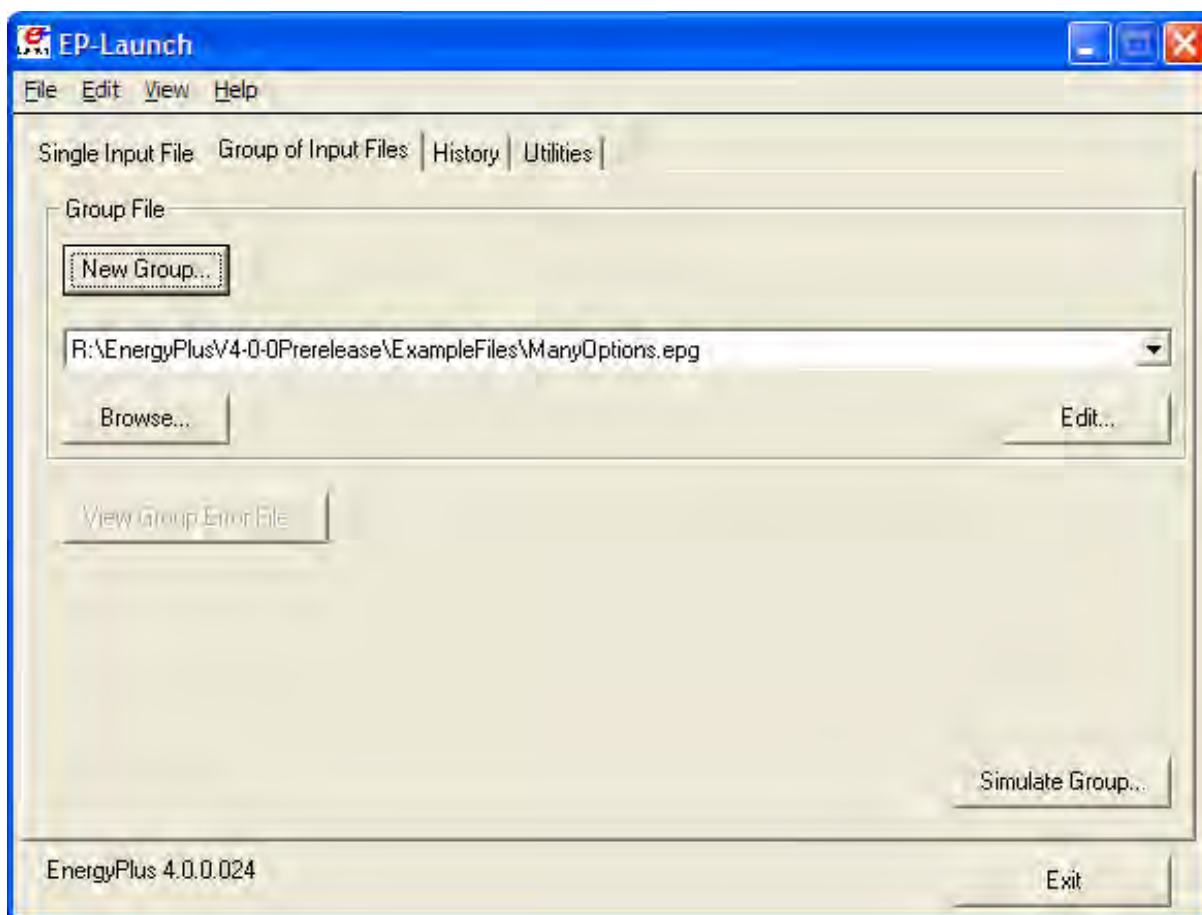 EP-Launch
File Edit View Help
Single Input File Group of Input Files History Utilities
Group File
New Group...
R:\EnergyPlusV4-0-0Prerelease\ExampleFiles\ManyOptions.epg
Browse... Edit...
View Group Error File
Simulate Group...
EnergyPlus 4.0.0.024 Exit